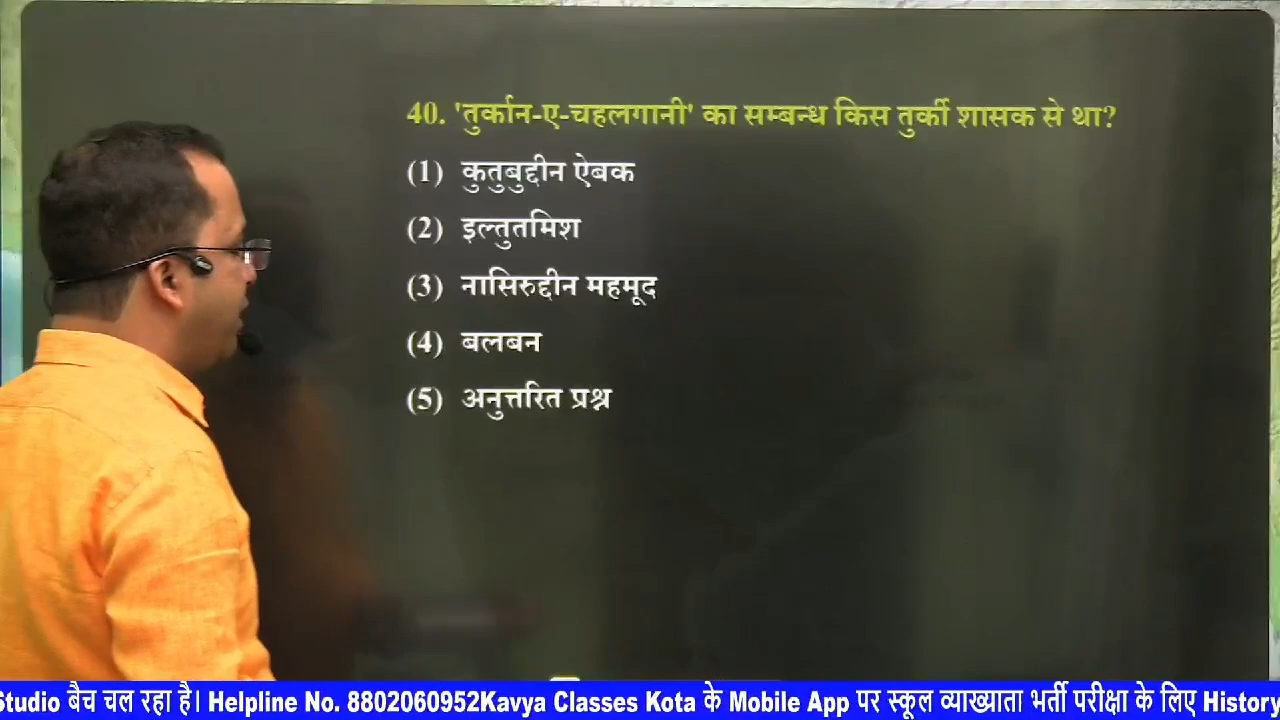 40. 'तुर्कान-ए-चहलगानी' का सम्बन्ध किस तुर्की शासक से था?
(1) कुतुबुद्दीन ऐबक
(2) इल्तुतमिश
(3) नासिरुद्दीन महमूद
(4) बलबन
(5) अनुत्तरित प्रश्न
Studio बैच चल रहा है। Helpline No. 8802060952Kavya Classes Kota के Mobile App पर स्कूल व्याख्याता भर्ती परीक्षा के लिए History